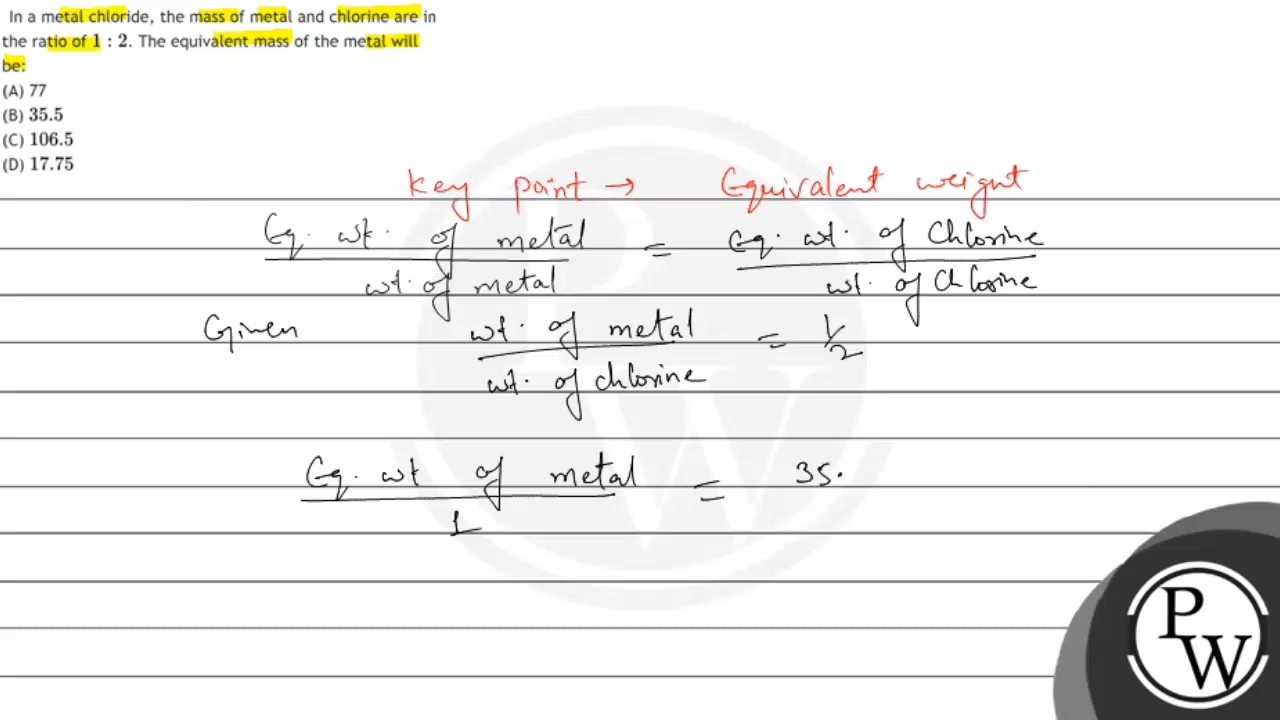 In a metal chloride, the mass of metal and chlorine are in
the ratio of 1 : 2. The equivalent mass of the metal will
be:
(A) 77
(B) 35.5
(C) 106.5
(D) 17.75
Key point → Equivalent weight
Eq. wt. of metal / wt. of metal = Eq. wt. of Chlorine / wt. of Chlorine
Given wt. of metal / wt. of chlorine = 1/2
Eq. wt of metal / 1 = 35.
PW